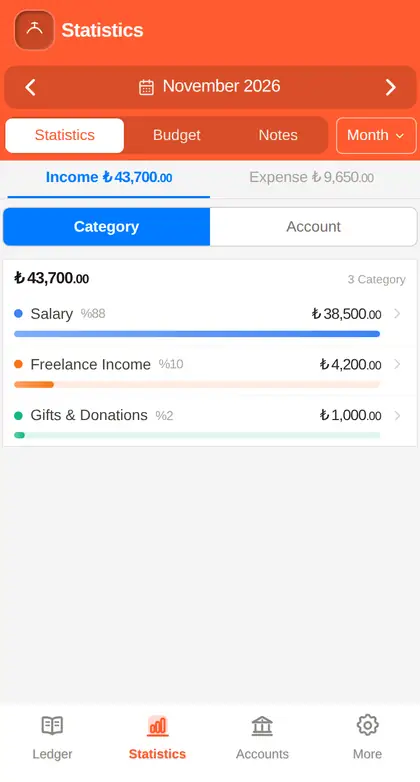 Statistics
November 2026
Statistics Budget Notes Month
Income ₺43,700.00 Expense ₺9,650.00
Category Account
₺43,700.00 3 Category
Salary %88 ₺38,500.00
Freelance Income %10 ₺4,200.00
Gifts & Donations %2 ₺1,000.00
Ledger Statistics Accounts More